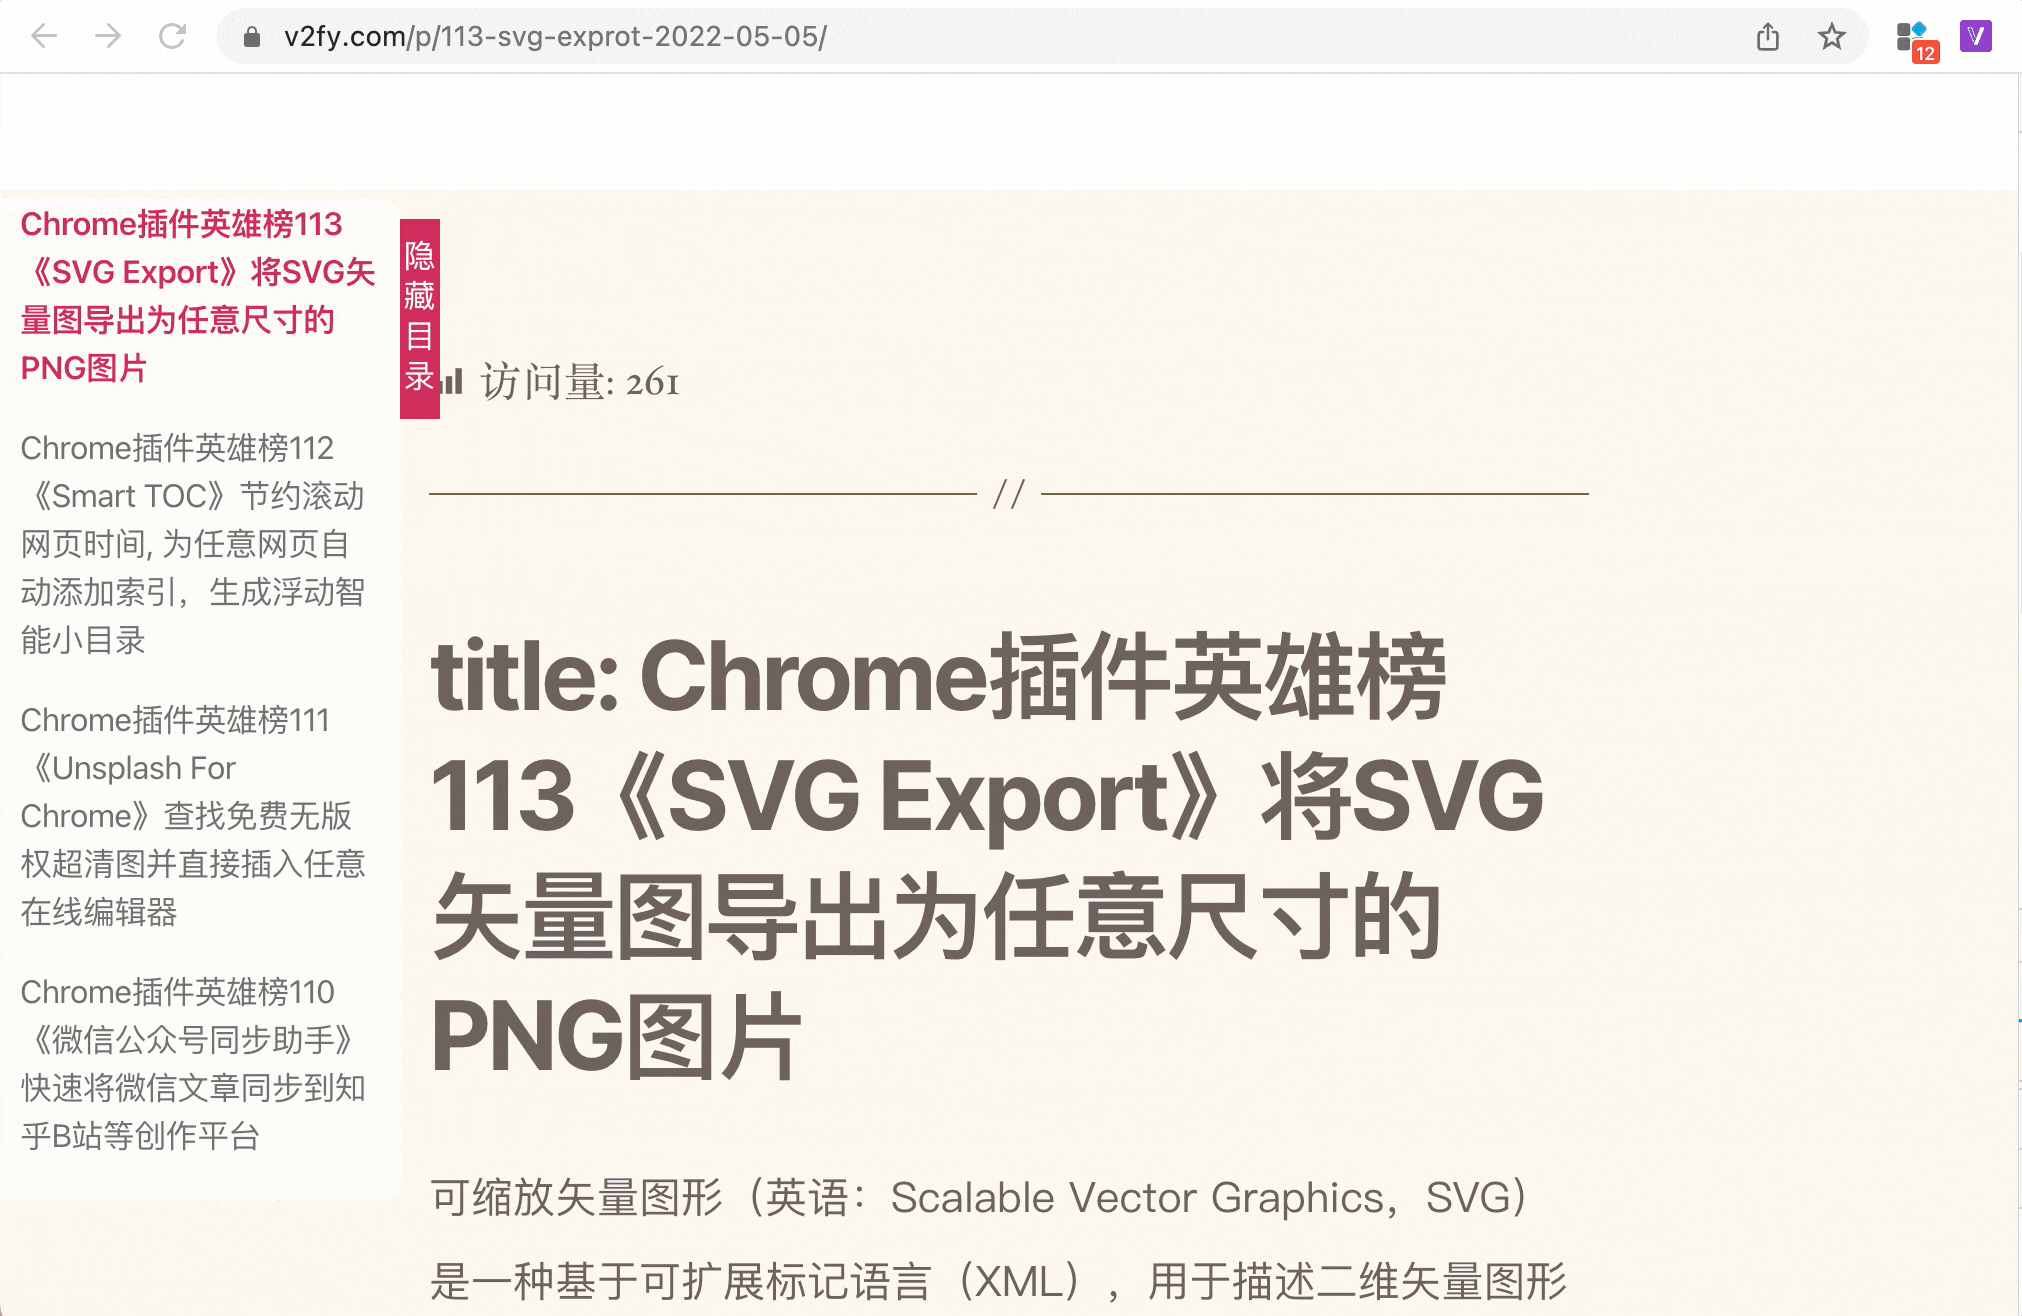 v2fy.com/p/113-svg-exprot-2022-05-05/
12
Chrome插件英雄榜113
《SVG Export》将SVG矢
量图导出为任意尺寸的
PNG图片
Chrome插件英雄榜112
《Smart TOC》节约滚动
网页时间, 为任意网页自
动添加索引，生成浮动智
能小目录
Chrome插件英雄榜111
《Unsplash For
Chrome》查找免费无版
权超清图并直接插入任意
在线编辑器
Chrome插件英雄榜110
《微信公众号同步助手》
快速将微信文章同步到知
乎B站等创作平台
隐
藏
目
录
访问量: 261
//
title: Chrome插件英雄榜
113《SVG Export》将SVG
矢量图导出为任意尺寸的
PNG图片
可缩放矢量图形（英语：Scalable Vector Graphics，SVG）
是一种基于可扩展标记语言（XML），用于描述二维矢量图形